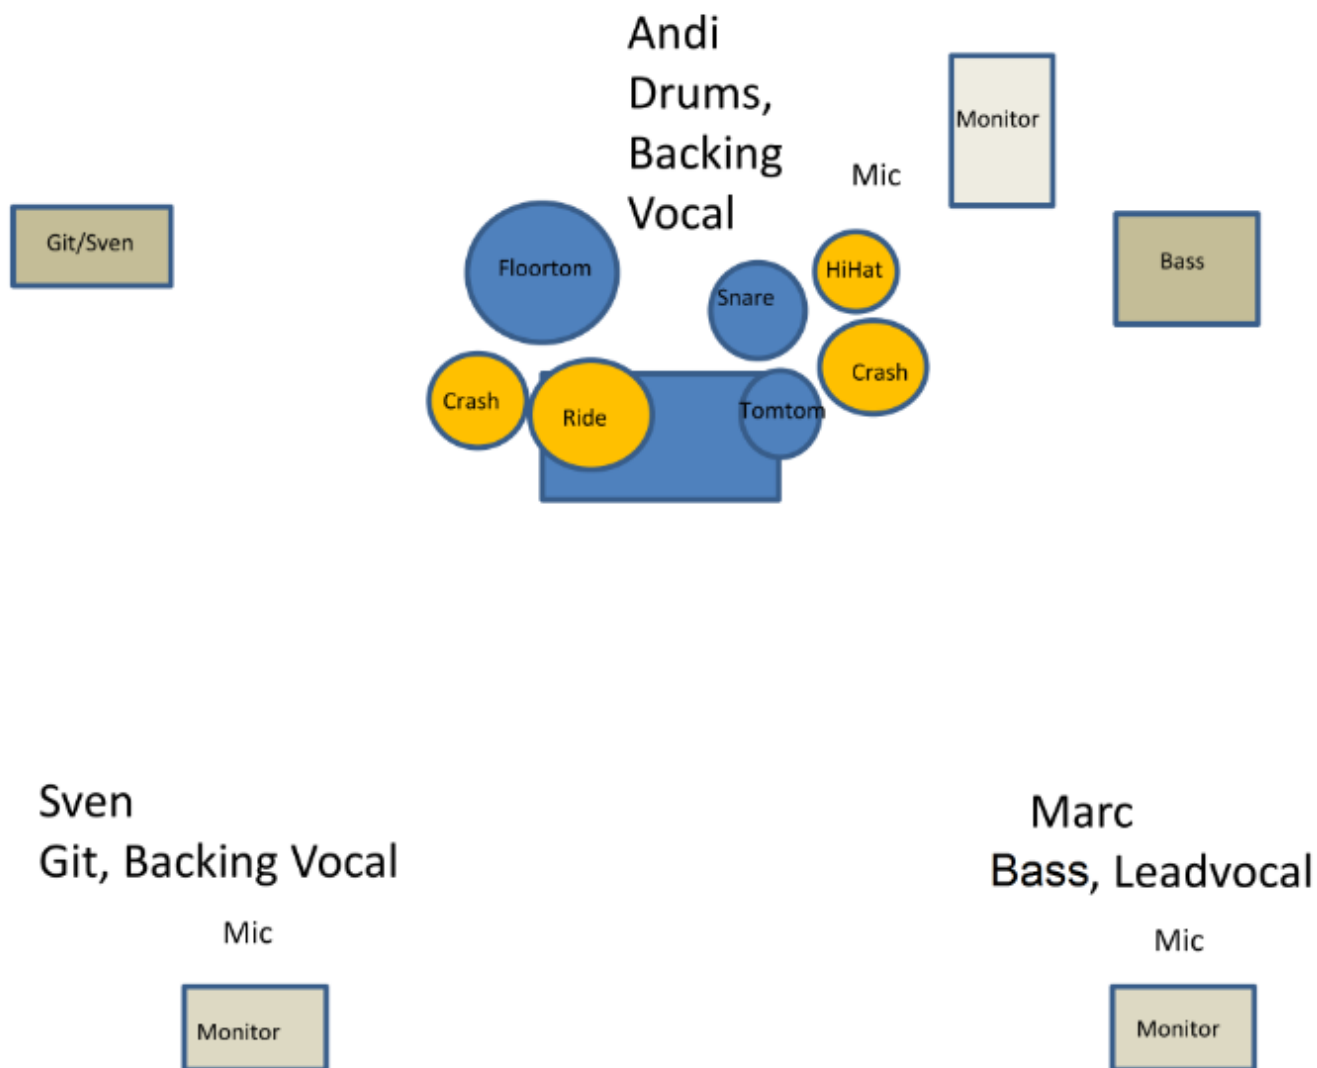 Andi
Drums,
Backing
Vocal
Monitor
Mic
Git/Sven
Floortom
HiHat
Bass
Snare
Crash
Crash
Ride
Tomtom
Sven
Git, Backing Vocal
Mic
Monitor
Marc
Bass, Leadvocal
Mic
Monitor